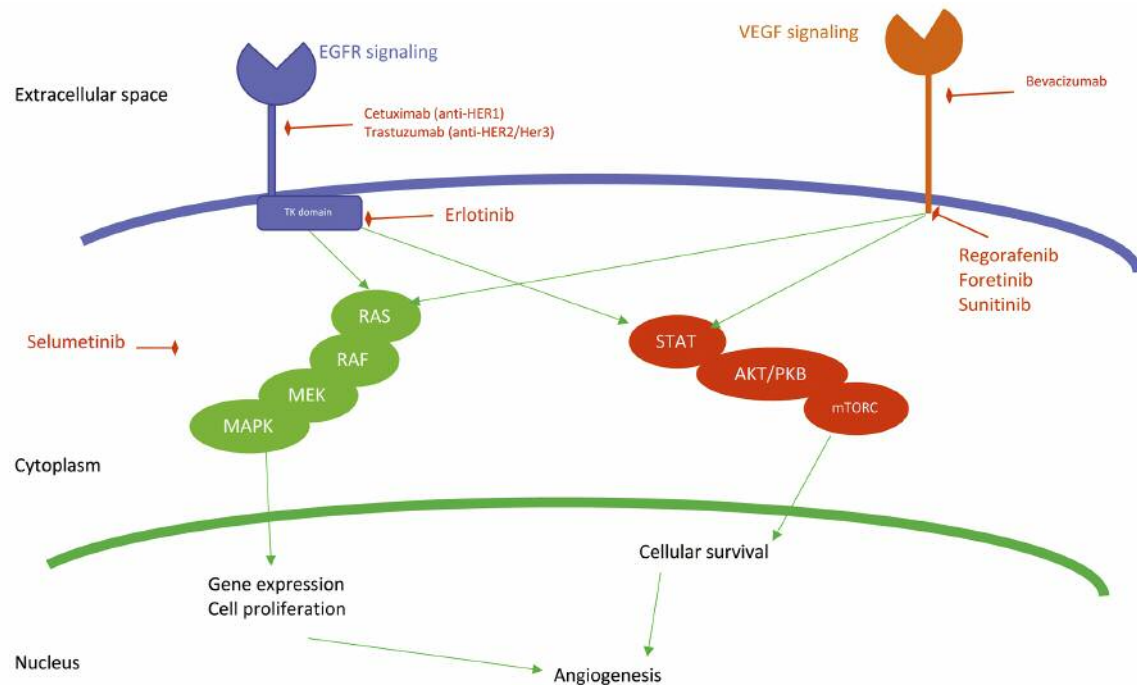 VEGF signaling
EGFR signaling
Extracellular space
Bevacizumab
Cetuximab (anti-HER1)
Trastuzumab (anti-HER2/Her3)
TK domain
Erlotinib
Regorafenib
Foretinib
Sunitinib
RAS
Selumetinib
STAT
RAF
AKT/PKB
MEK
mTORC
MAPK
Cytoplasm
Cellular survival
Gene expression
Cell proliferation
Nucleus
Angiogenesis